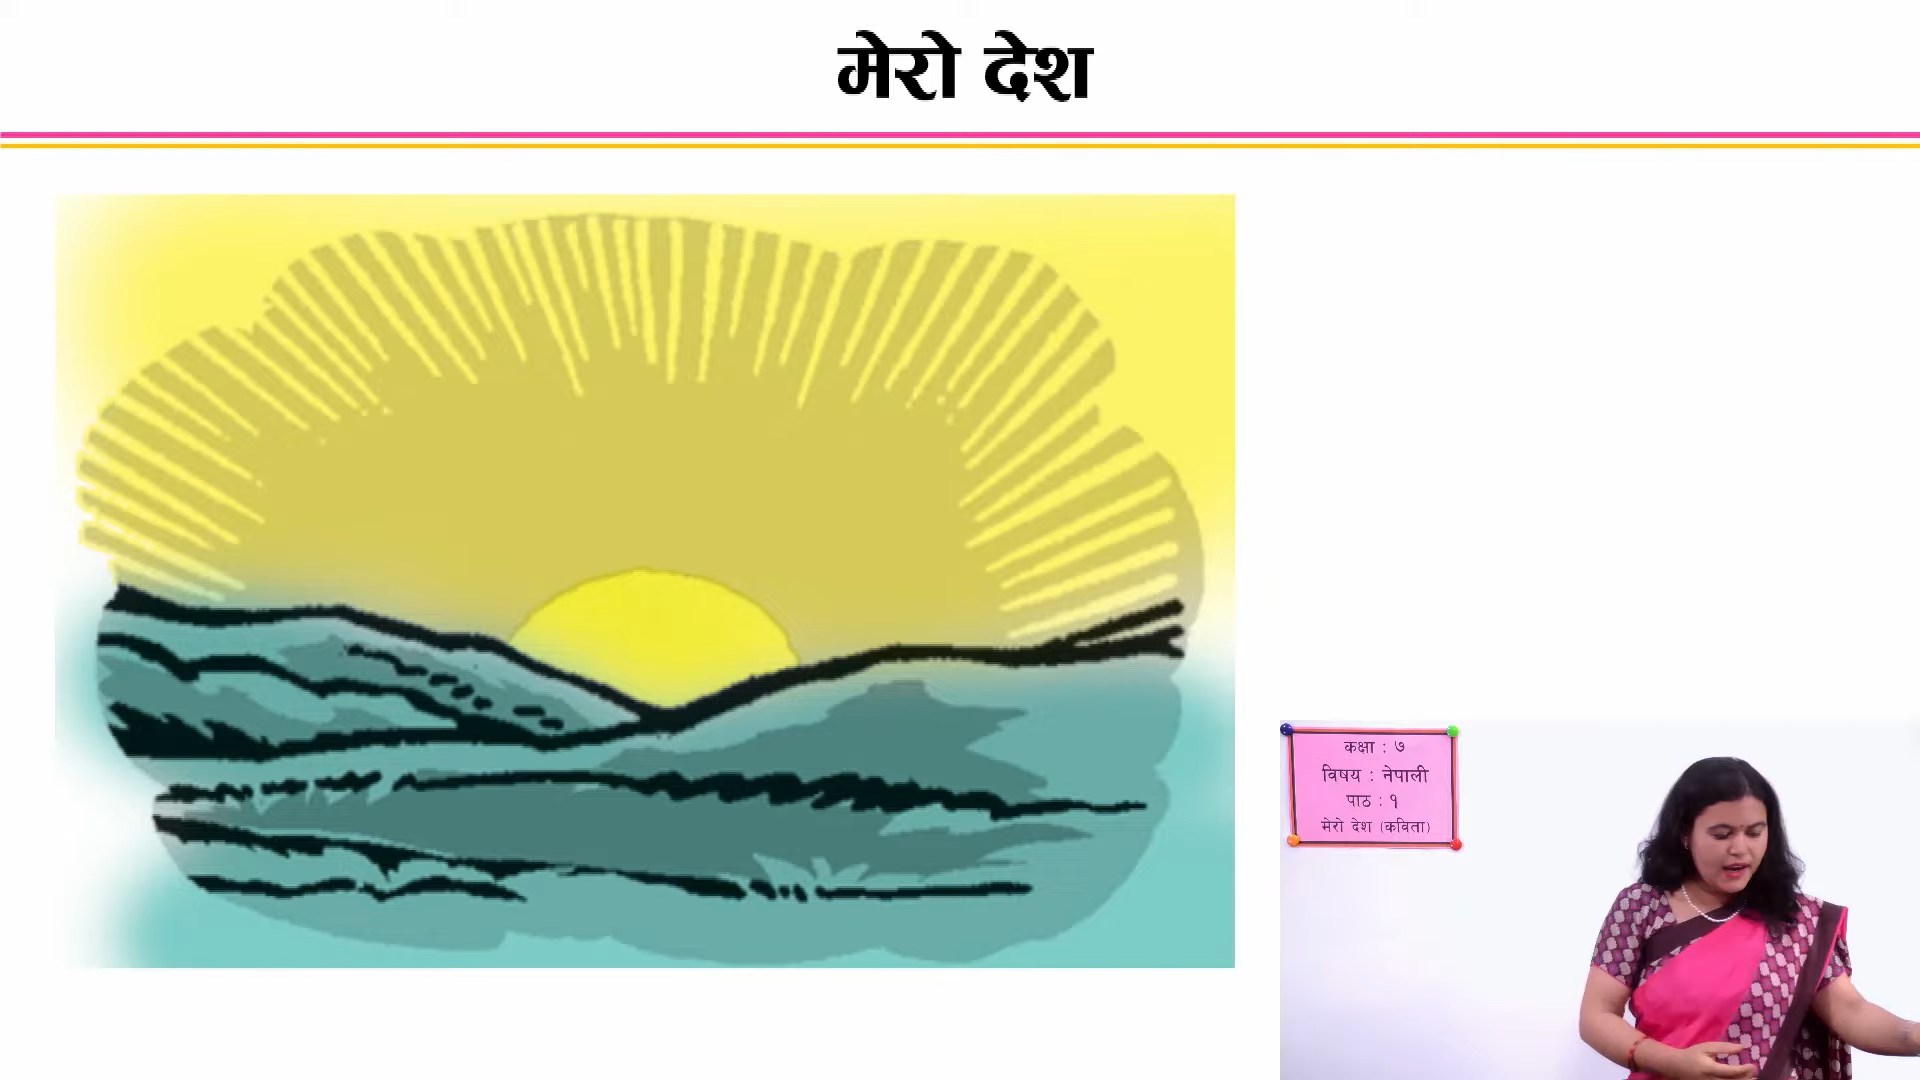 मेरो देश
कक्षा : ७
विषय : नेपाली
पाठ : १
मेरो देश (कविता)